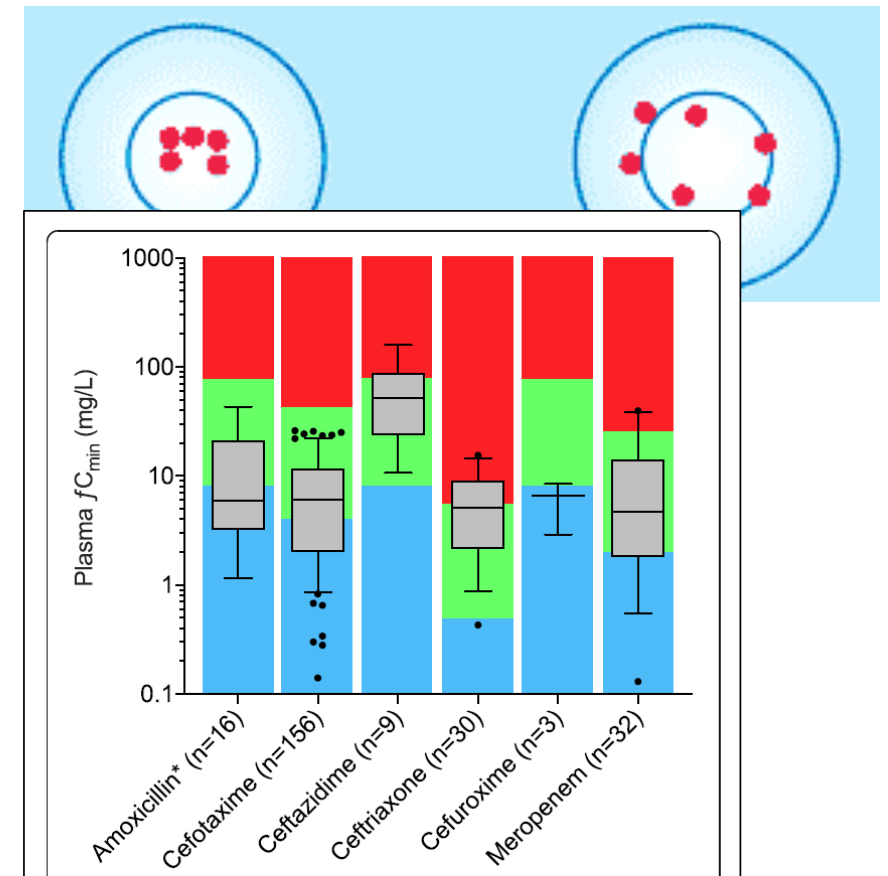 1000
100
10
1
0.1
Plasma ƒCmin (mg/L)
Amoxicillin* (n=16)
Cefotaxime (n=156)
Ceftazidime (n=9)
Ceftriaxone (n=30)
Cefuroxime (n=3)
Meropenem (n=32)